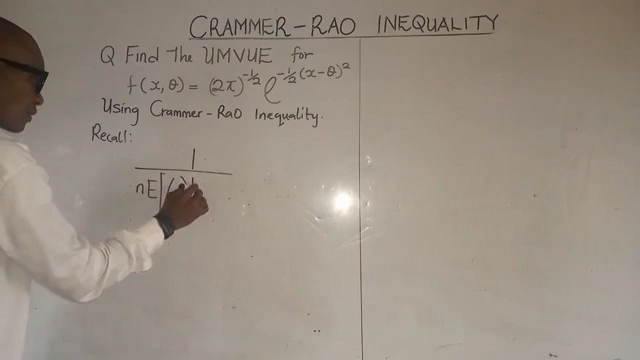 CRAMMER-RAO INEQUALITY
Q Find The UMVUE for
f(x, θ) = (2π)^-1/2 e^-1/2(x-θ)²
Using Crammer-Rao Inequality.
Recall:
1
nE[(